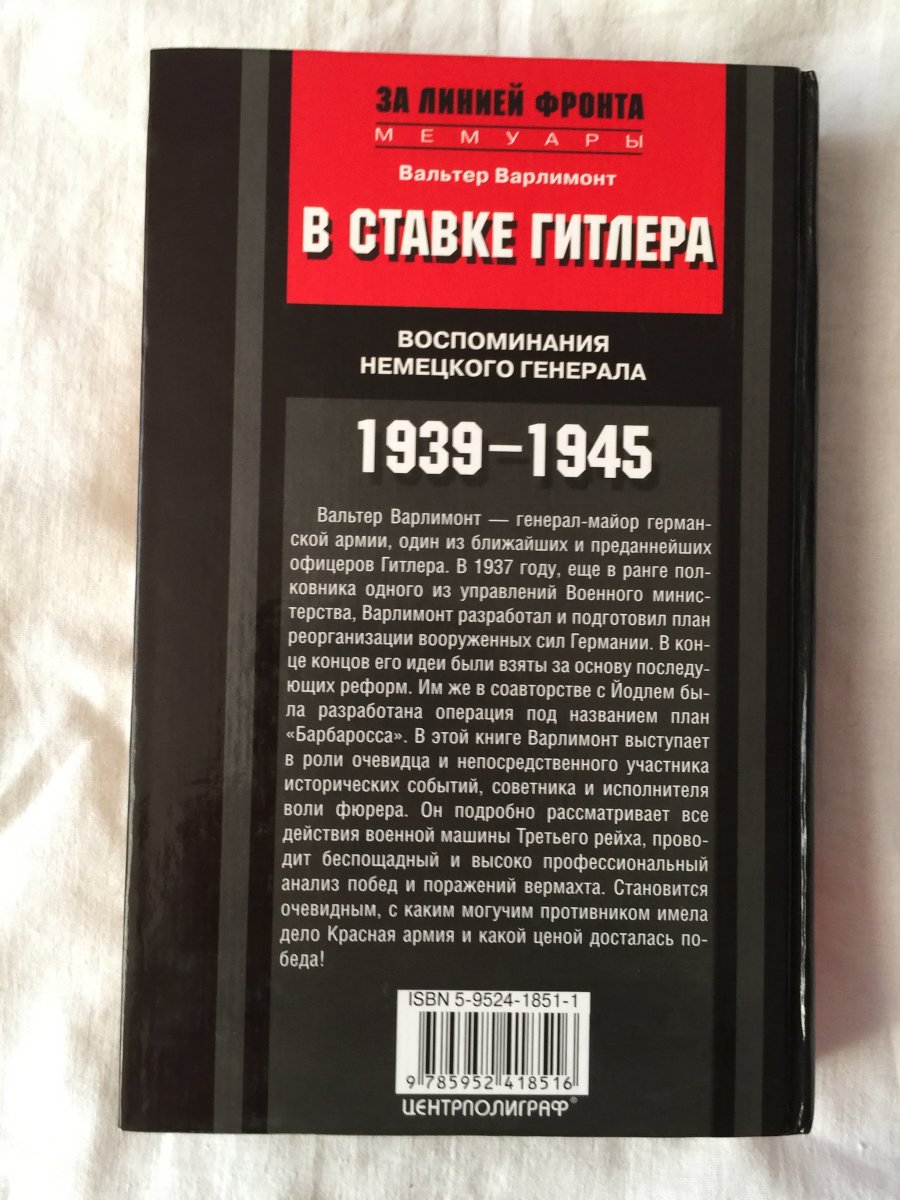 ЗА ЛИНИЕЙ ФРОНТА
МЕМУАРЫ
Вальтер Варлимонт
В СТАВКЕ ГИТЛЕРА
ВОСПОМИНАНИЯ
НЕМЕЦКОГО ГЕНЕРАЛА
1939–1945
Вальтер Варлимонт — генерал-майор герман-
ской армии, один из ближайших и преданнейших
офицеров Гитлера. В 1937 году, еще в ранге пол-
ковника одного из управлений Военного минис-
терства, Варлимонт разработал и подготовил план
реорганизации вооруженных сил Германии. В кон-
це концов его идеи были взяты за основу последу-
ющих реформ. Им же в соавторстве с Йодлем бы-
ла разработана операция под названием план
«Барбаросса». В этой книге Варлимонт выступает
в роли очевидца и непосредственного участника
исторических событий, советника и исполнителя
воли фюрера. Он подробно рассматривает все
действия военной машины Третьего рейха, прово-
дит беспощадный и высоко профессиональный
анализ побед и поражений вермахта. Становится
очевидным, с каким могучим противником имела
дело Красная армия и какой ценой досталась по-
беда!
ISBN 5-9524-1851-1
9 785952 418516
ЦЕНТРПОЛИГРАФ®